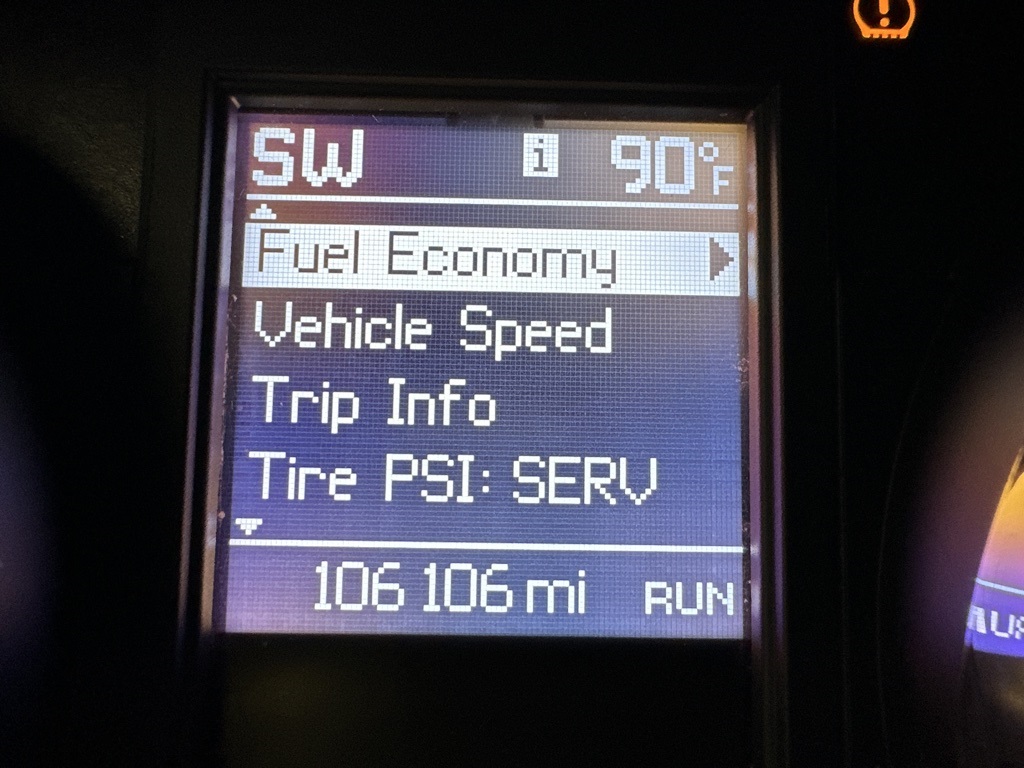 SW i 90°F
Fuel Economy
Vehicle Speed
Trip Info
Tire PSI: SERV
106 106 mi RUN